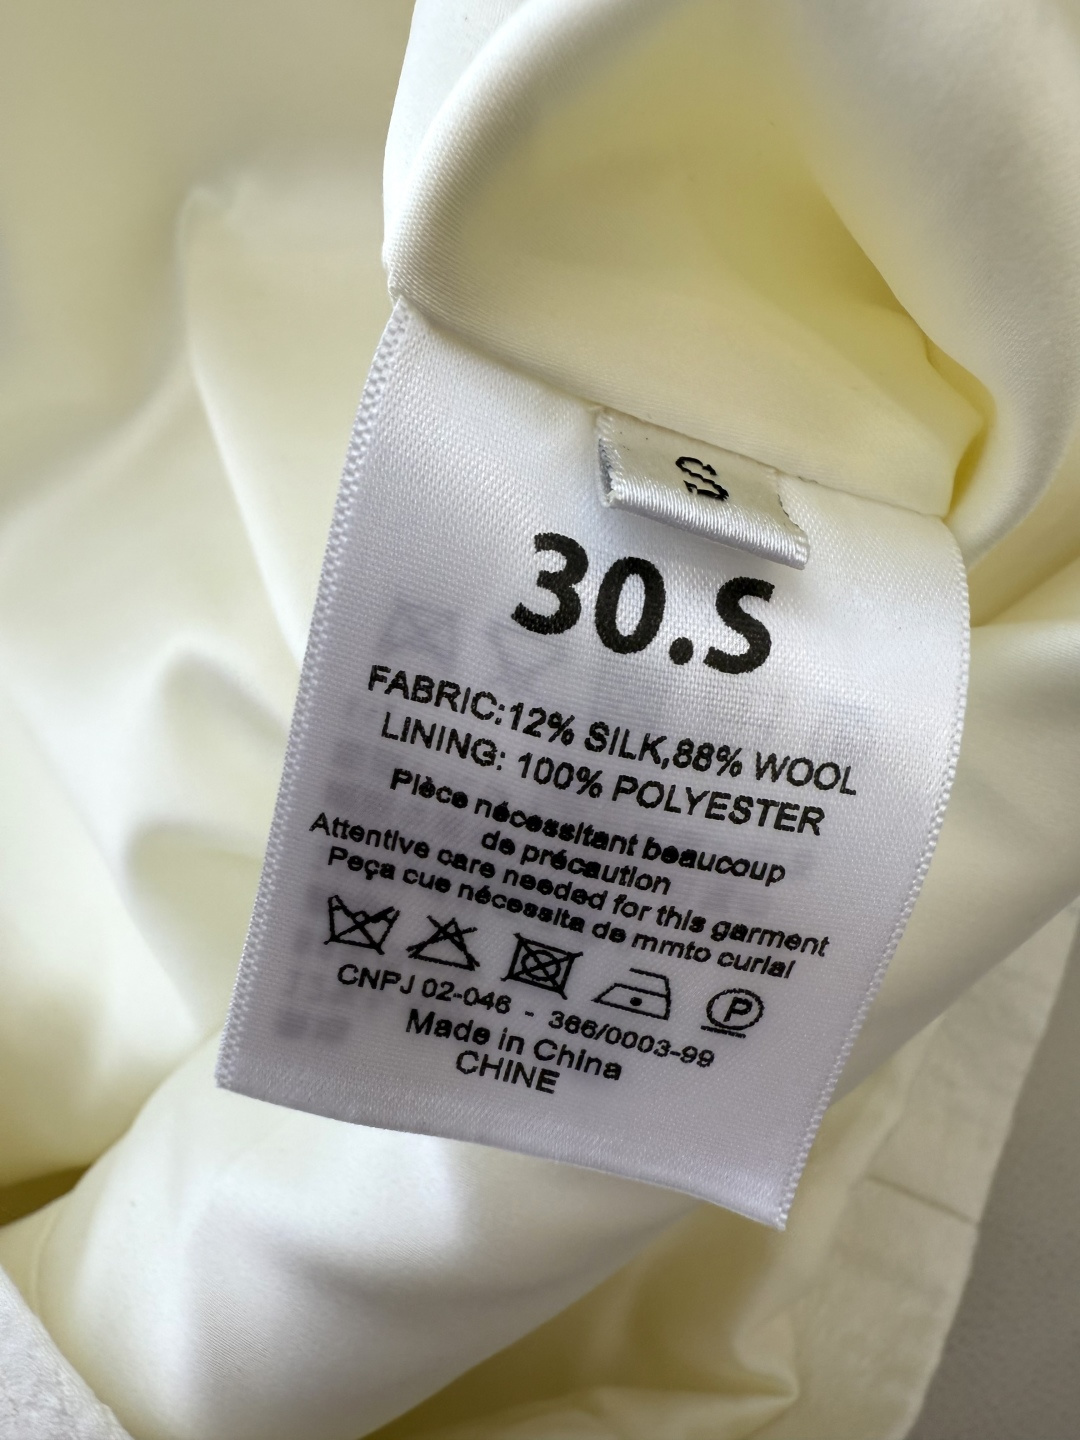 S
30.S
FABRIC:12% SILK,88% WOOL
LINING: 100% POLYESTER
Pièce nécessitant beaucoup
de précaution
Attentive care needed for this garment
Peça cue nécessita de mmto curlal
P
CNPJ 02-046 - 366/0003-99
Made in China
CHINE